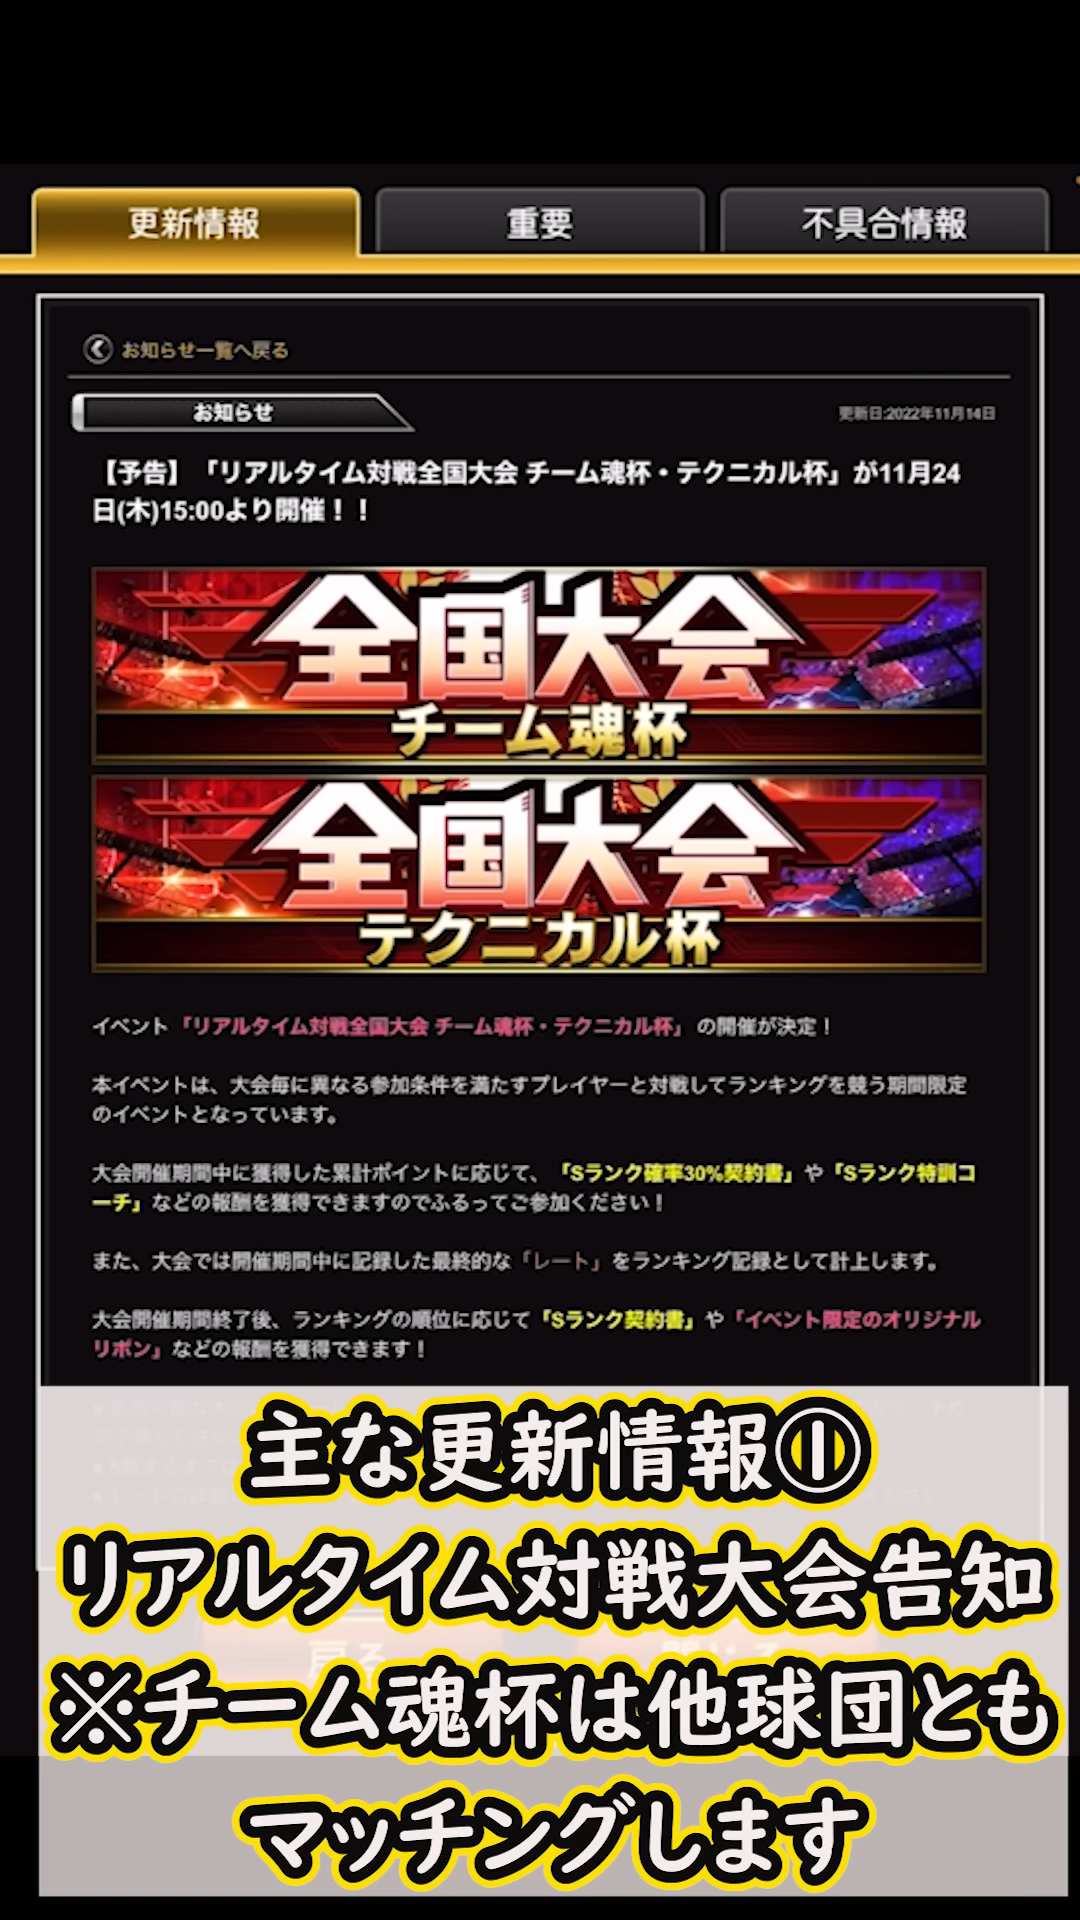 更新情報
重要
不具合情報
お知らせ一覧へ戻る
お知らせ
更新日:2022年11月14日
【予告】「リアルタイム対戦全国大会 チーム魂杯・テクニカル杯」が11月24
日(木)15:00より開催！！
全国大会
チーム魂杯
全国大会
テクニカル杯
イベント「リアルタイム対戦全国大会 チーム魂杯・テクニカル杯」の開催が決定！
本イベントは、大会毎に異なる参加条件を満たすプレイヤーと対戦してランキングを競う期間限定
のイベントとなっています。
大会開催期間中に獲得した累計ポイントに応じて、「Sランク確率30%契約書」や「Sランク特訓コ
ーチ」などの報酬を獲得できますのでふるってご参加ください！
また、大会では開催期間中に記録した最終的な「レート」をランキング記録として計上します。
大会開催期間終了後、ランキングの順位に応じて「Sランク契約書」や「イベント限定のオリジナル
リボン」などの報酬を獲得できます！
主な更新情報①
リアルタイム対戦大会告知
※チーム魂杯は他球団とも
マッチングします
戻る
閉じる